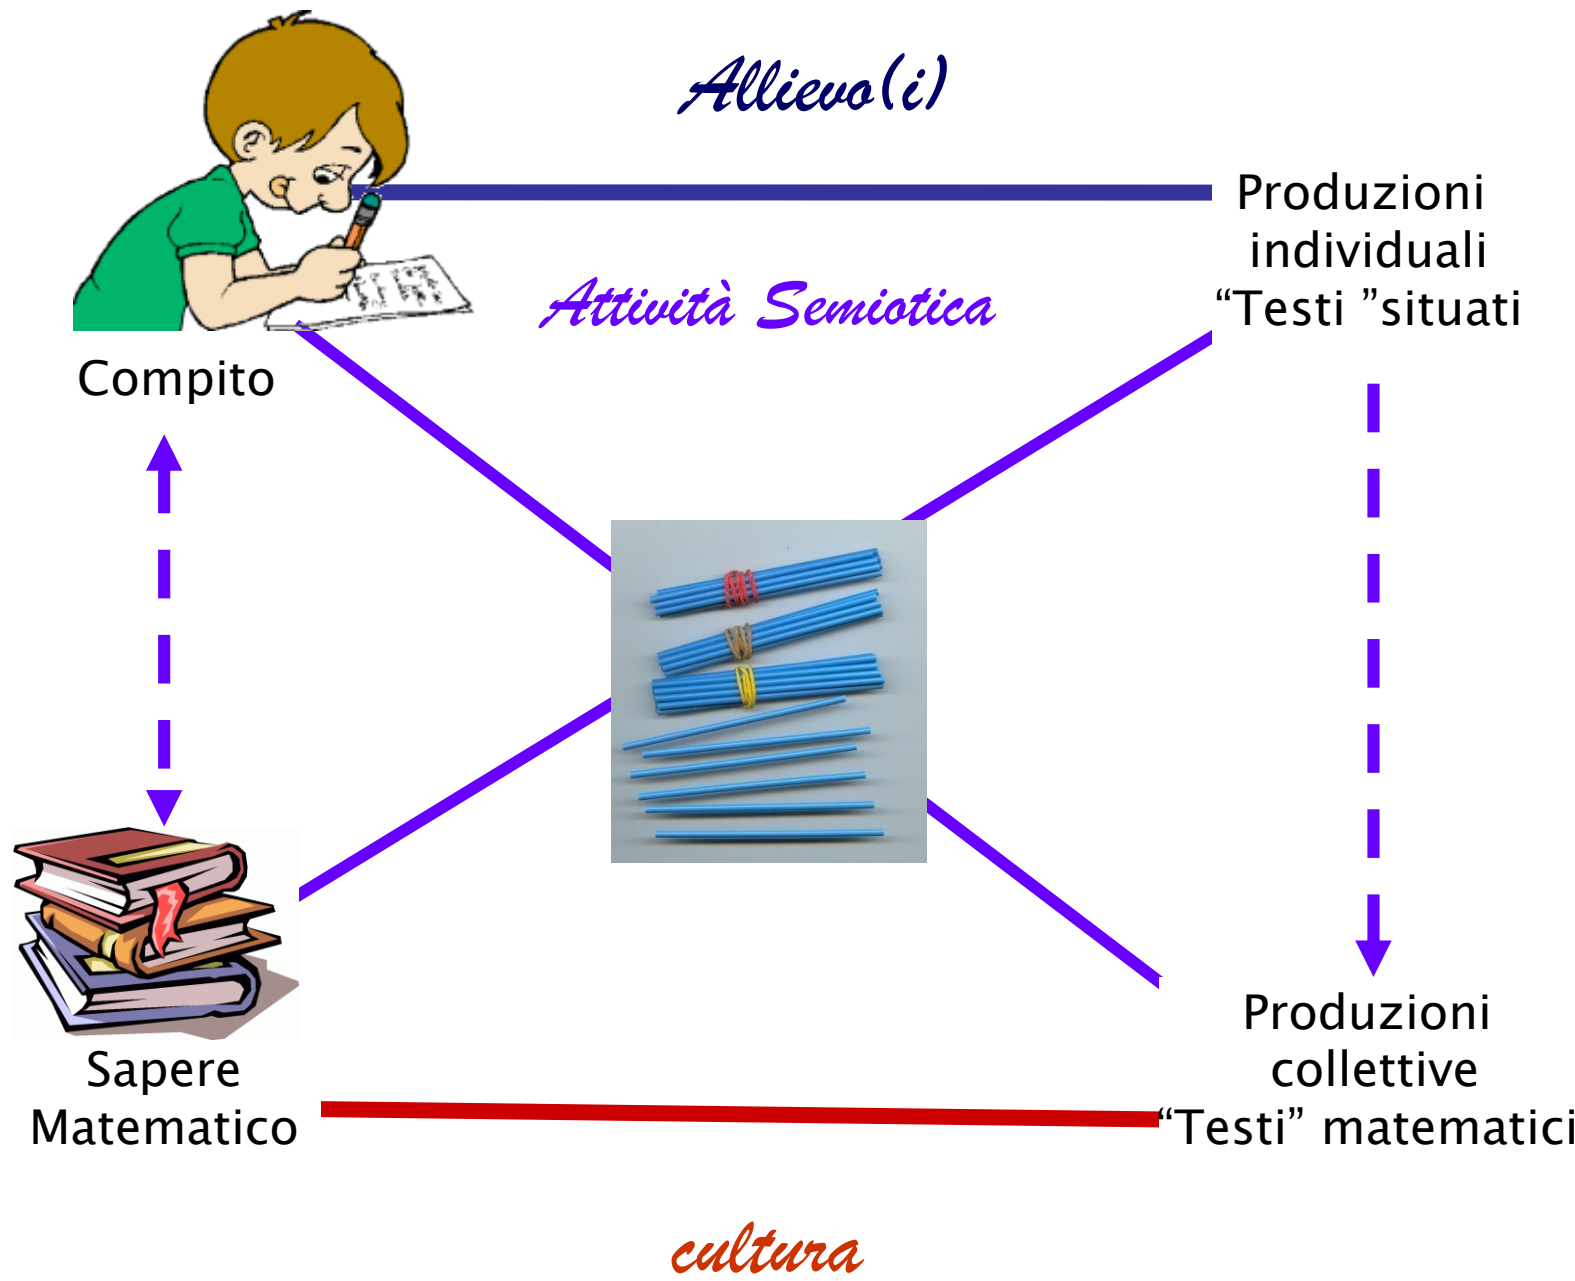 Allievo(i)
Produzioni
individuali
“Testi ”situati
Attività Semiotica
Compito
Sapere
Matematico
Produzioni
collettive
“Testi” matematici
cultura